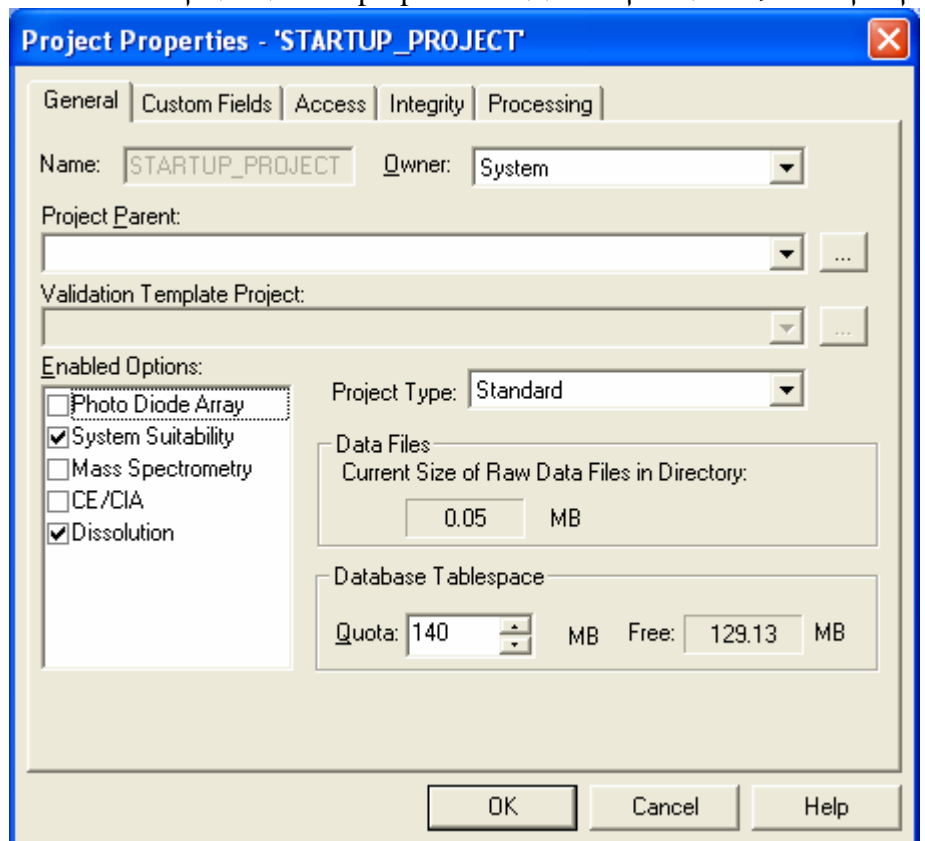 Project Properties - 'STARTUP_PROJECT'
General Custom Fields Access Integrity Processing
Name: STARTUP_PROJECT Owner: System
Project Parent:
...
Validation Template Project:
...
Enabled Options:
Photo Diode Array
System Suitability
Mass Spectrometry
CE/CIA
Dissolution
Project Type: Standard
Data Files
Current Size of Raw Data Files in Directory:
0.05 MB
Database Tablespace
Quota: 140 MB Free: 129.13 MB
OK Cancel Help